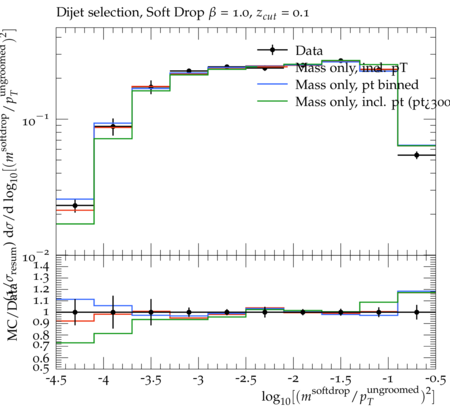 Dijet selection, Soft Drop β = 1.0, z_cut = 0.1
(1/σ_resum) dσ/d log₁₀[(m^softdrop/p_T^ungroomed)²]
Data
Mass only, incl. pT
Mass only, pt binned
Mass only, incl. pt (pt¿300
10⁻¹
10⁻²
MC/Data
1.4
1.3
1.2
1.1
1
0.9
0.8
0.7
0.6
0.5
-4.5 -4 -3.5 -3 -2.5 -2 -1.5 -1 -0.5
log₁₀[(m^softdrop/p_T^ungroomed)²]